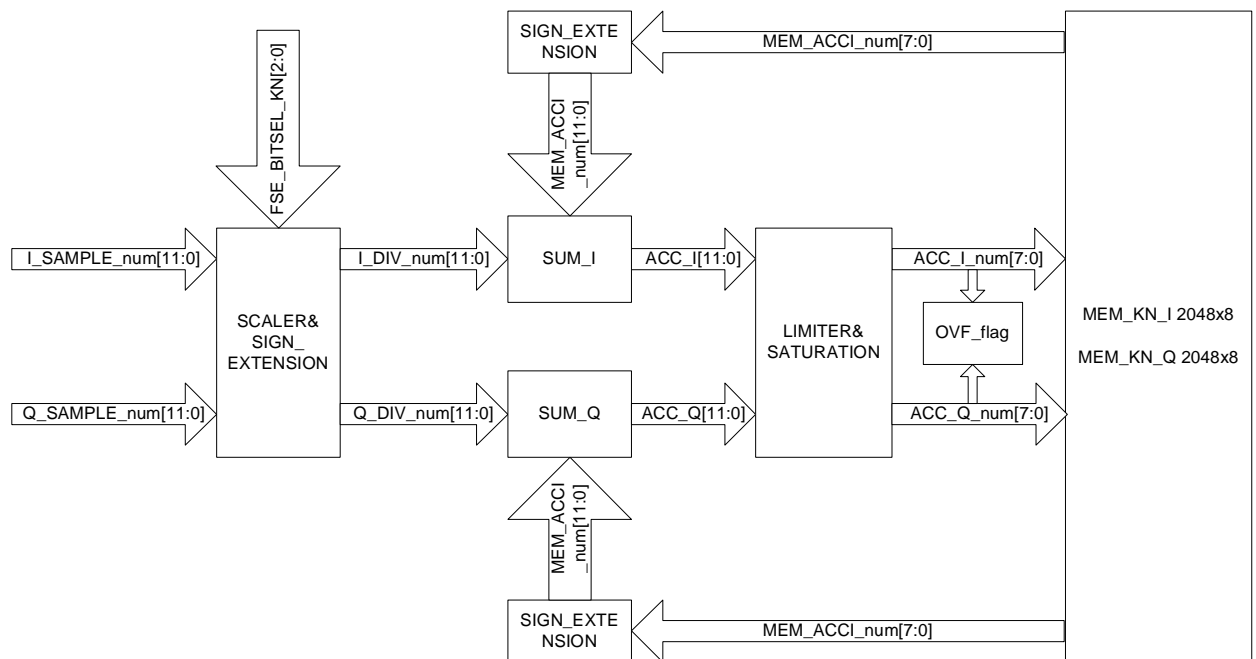 SIGN_EXTE
NSION
MEM_ACCI_num[7:0]
FSE_BITSEL_KN[2:0]
MEM_ACCI
_num[11:0]
I_SAMPLE_num[11:0]
I_DIV_num[11:0]
SUM_I
ACC_I[11:0]
ACC_I_num[7:0]
SCALER&
SIGN_
EXTENSION
LIMITER&
SATURATION
OVF_flag
MEM_KN_I 2048x8
MEM_KN_Q 2048x8
Q_SAMPLE_num[11:0]
Q_DIV_num[11:0]
SUM_Q
ACC_Q[11:0]
ACC_Q_num[7:0]
MEM_ACCI
_num[11:0]
SIGN_EXTE
NSION
MEM_ACCI_num[7:0]